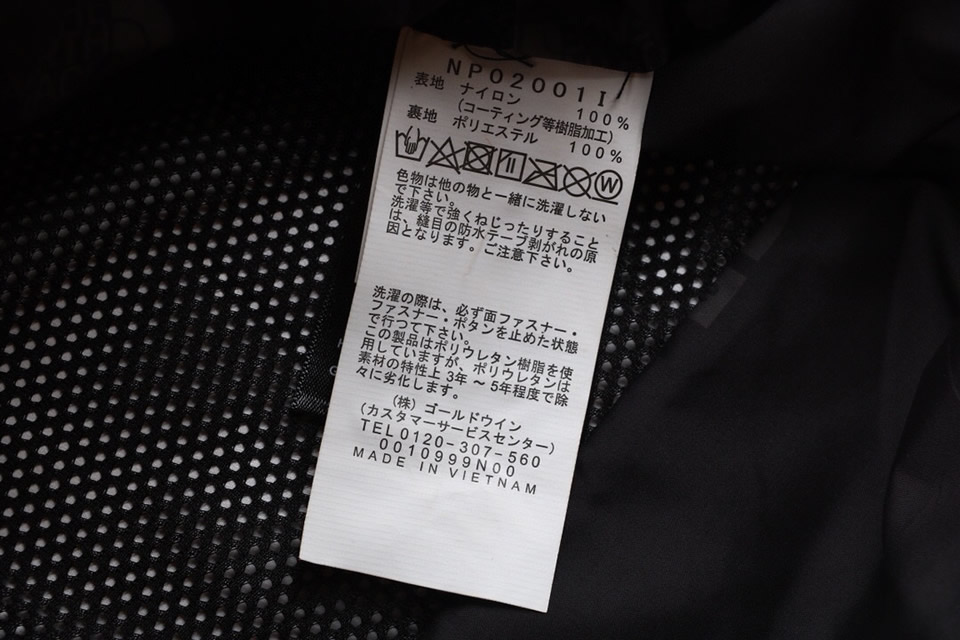 NP02001I
表地 ナイロン 100%
(コーティング等樹脂加工)
裏地 ポリエステル 100%
W
色物は他の物と一緒に洗濯しない
で下さい。
洗濯等で強くねじったりすること
は、縫目の防水テープ剥がれの原
因となります。ご注意下さい。
洗濯の際は、必ず面ファスナー・
ファスナー・ボタンを止めた状態
で行って下さい。
この製品はポリウレタン樹脂を使
用していますが、ポリウレタンは
素材の特性上3年~5年程度で除
々に劣化します。
(株)ゴールドウイン
(カスタマーサービスセンター)
TEL0120-307-560
0010999N00
MADE IN VIETNAM